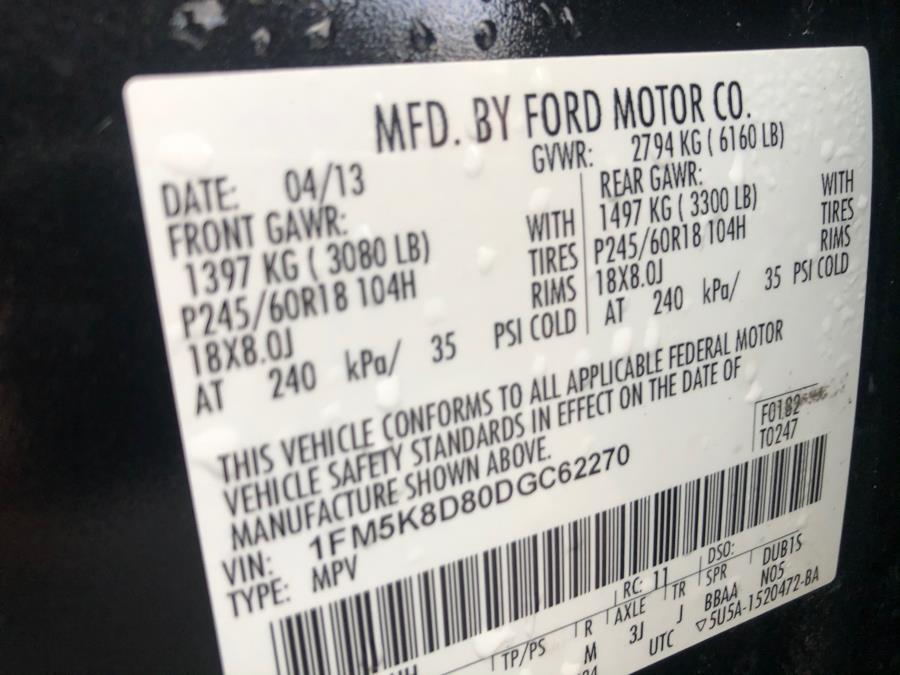 MFD. BY FORD MOTOR CO.
DATE: 04/13
GVWR: 2794 KG ( 6160 LB)
FRONT GAWR:
1397 KG ( 3080 LB) WITH
P245/60R18 104H TIRES
18X8.0J RIMS
AT 240 kPa/ 35 PSI COLD
REAR GAWR:
1497 KG ( 3300 LB) WITH
P245/60R18 104H TIRES
18X8.0J RIMS
AT 240 kPa/ 35 PSI COLD
THIS VEHICLE CONFORMS TO ALL APPLICABLE FEDERAL MOTOR
VEHICLE SAFETY STANDARDS IN EFFECT ON THE DATE OF
MANUFACTURE SHOWN ABOVE.
F0182
T0247
VIN: 1FM5K8D80DGC62270
TYPE: MPV
RC: 11 DSO:
TP/PS R AXLE TR SPR DUB1S
M 3J J BBAA N05
UTC ▽5U5A-1520472-BA